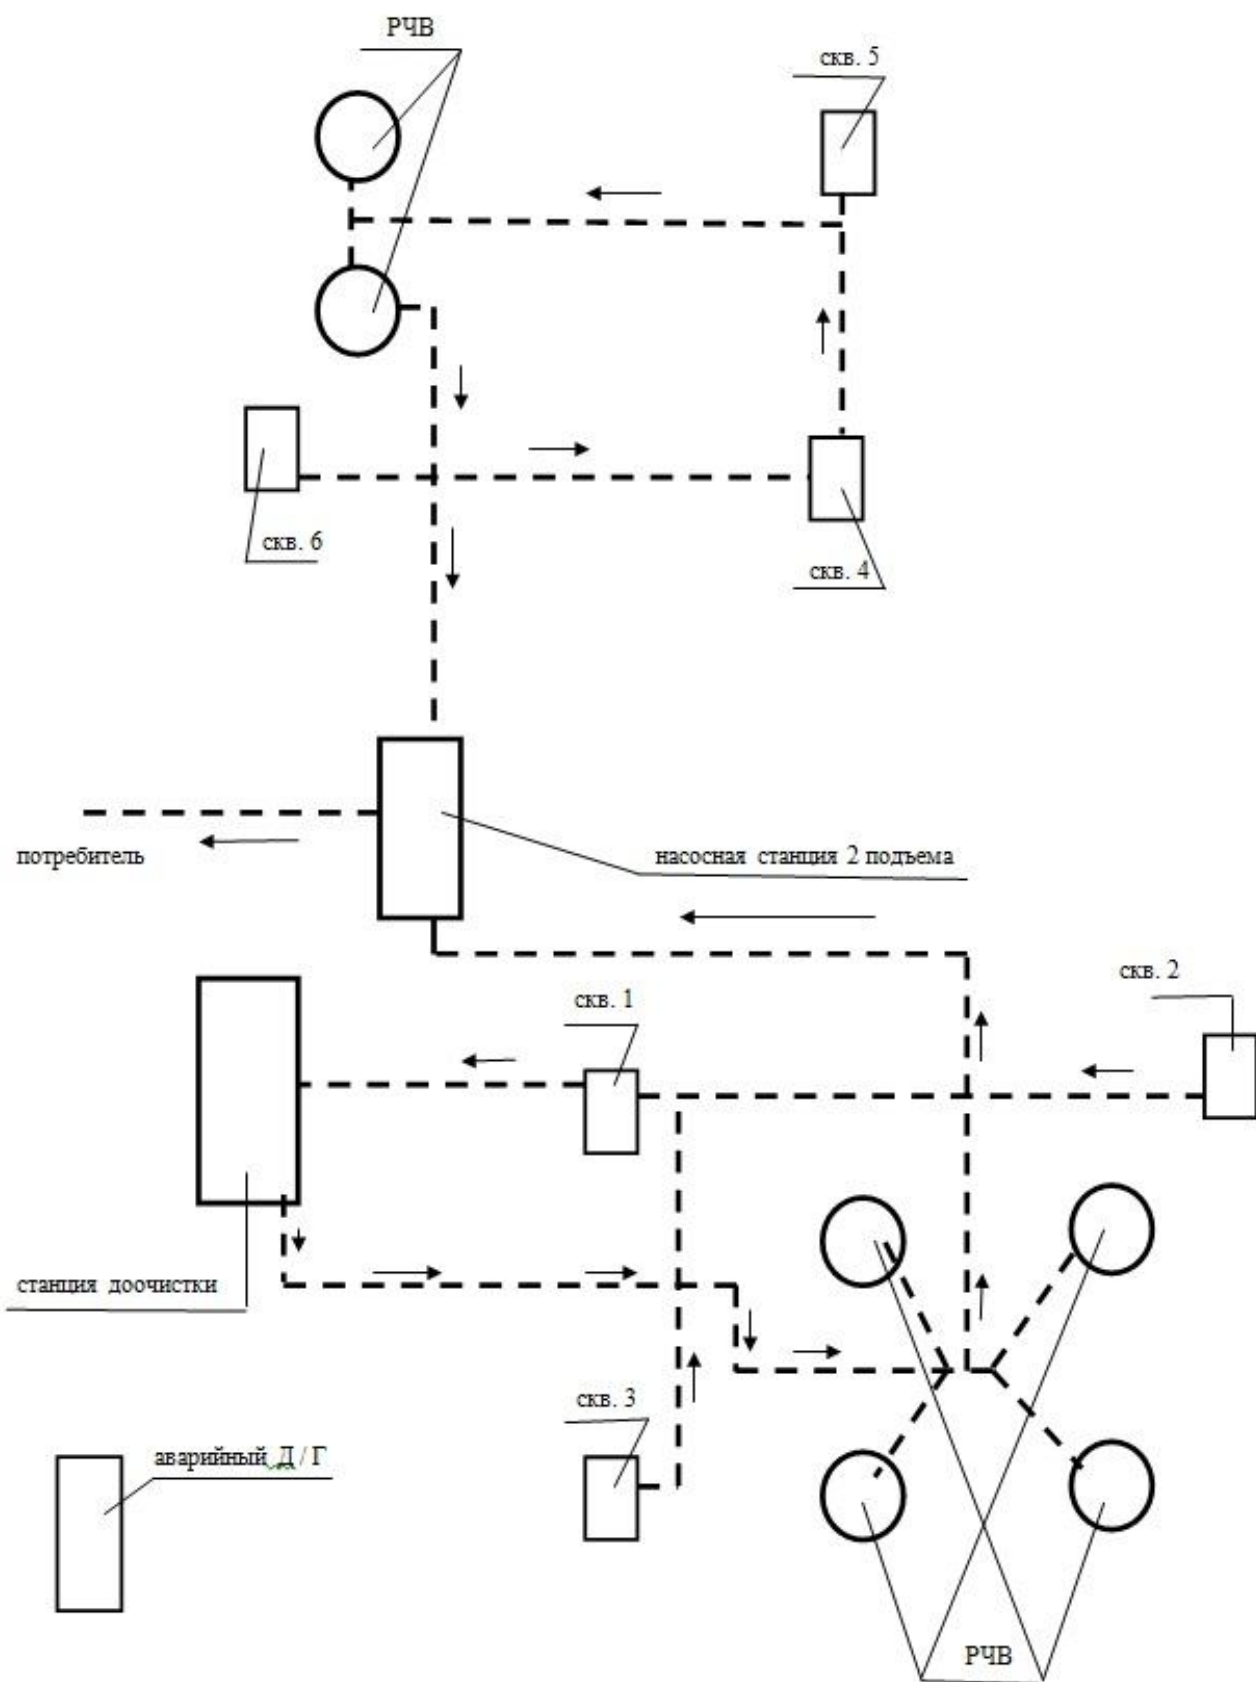 РЧВ
скв. 5
скв. 6
скв. 4
потребитель
насосная станция 2 подъема
скв. 2
скв. 1
станция доочистки
скв. 3
аварийный Д / Г
РЧВ